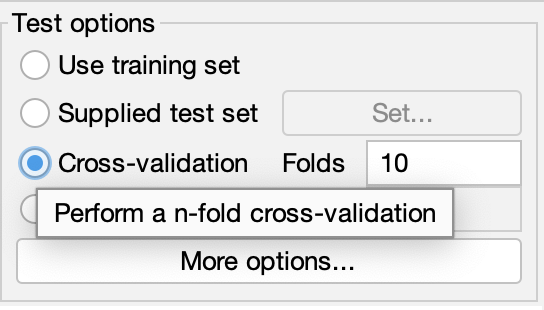 Test options
Use training set
Supplied test set Set...
Cross-validation Folds 10
Perform a n-fold cross-validation
More options...